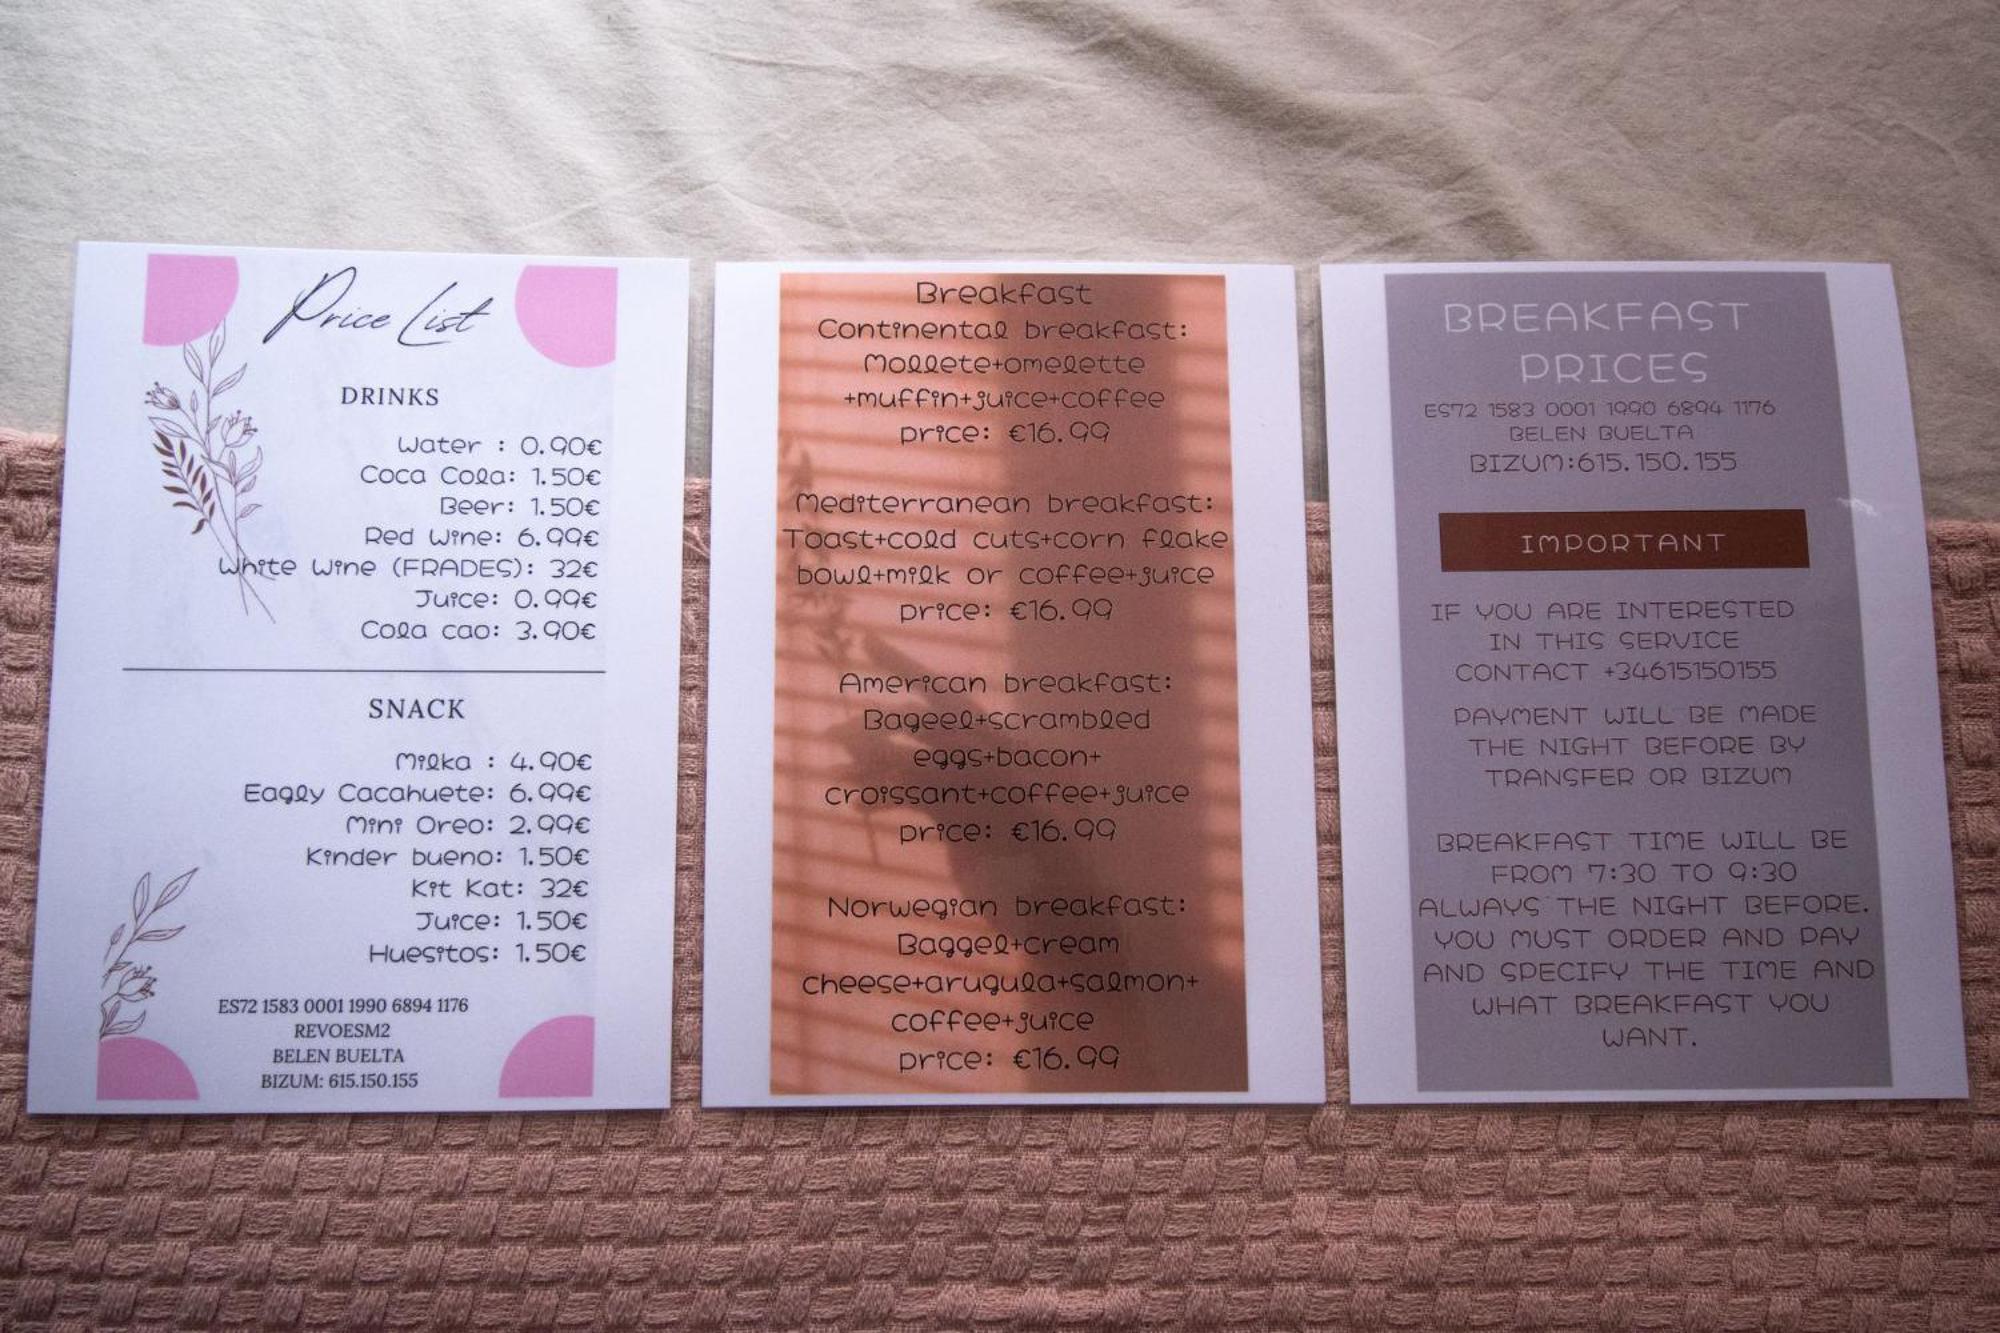 Price List
DRINKS
Water : 0.90€
Coca Cola: 1.50€
Beer: 1.50€
Red Wine: 6.99€
White Wine (FRADES): 32€
Juice: 0.99€
Cola cao: 3.90€
SNACK
Milka : 4.90€
Eagly Cacahuete: 6.99€
Mini Oreo: 2.99€
Kinder bueno: 1.50€
Kit Kat: 32€
Juice: 1.50€
Huesitos: 1.50€
ES72 1583 0001 1990 6894 1176
REVOESM2
BELEN BUELTA
BIZUM: 615.150.155
Breakfast
Continental breakfast:
Mollete+omelette
+muffin+juice+coffee
price: €16.99
Mediterranean breakfast:
Toast+cold cuts+corn flake
bowl+milk or coffee+juice
price: €16.99
American breakfast:
Bageel+scrambled
eggs+bacon+
croissant+coffee+juice
price: €16.99
Norwegian breakfast:
Baggel+cream
cheese+arugula+salmon+
coffee+juice
price: €16.99
BREAKFAST
PRICES
ES72 1583 0001 1990 6894 1176
BELEN BUELTA
BIZUM:615.150.155
IMPORTANT
IF YOU ARE INTERESTED
IN THIS SERVICE
CONTACT +34615150155
PAYMENT WILL BE MADE
THE NIGHT BEFORE BY
TRANSFER OR BIZUM
BREAKFAST TIME WILL BE
FROM 7:30 TO 9:30
ALWAYS THE NIGHT BEFORE.
YOU MUST ORDER AND PAY
AND SPECIFY THE TIME AND
WHAT BREAKFAST YOU
WANT.